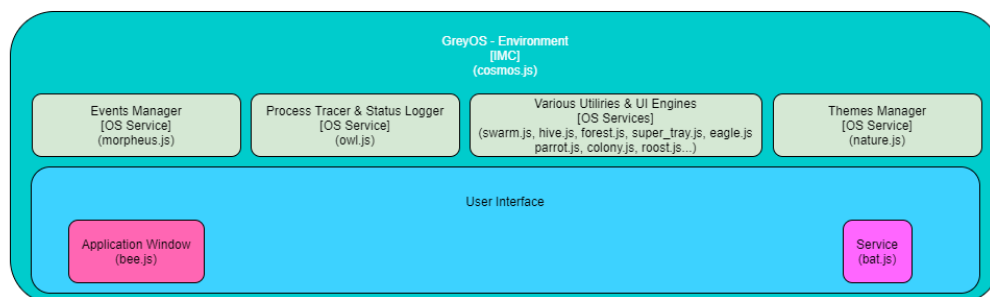 GreyOS - Environment
[IMC]
(cosmos.js)
Events Manager
[OS Service]
(morpheus.js)
Process Tracer & Status Logger
[OS Service]
(owl.js)
Various Utiliries & UI Engines
[OS Services]
(swarm.js, hive.js, forest.js, super_tray.js, eagle.js
parrot.js, colony.js, roost.js...)
Themes Manager
[OS Service]
(nature.js)
User Interface
Application Window
(bee.js)
Service
(bat.js)